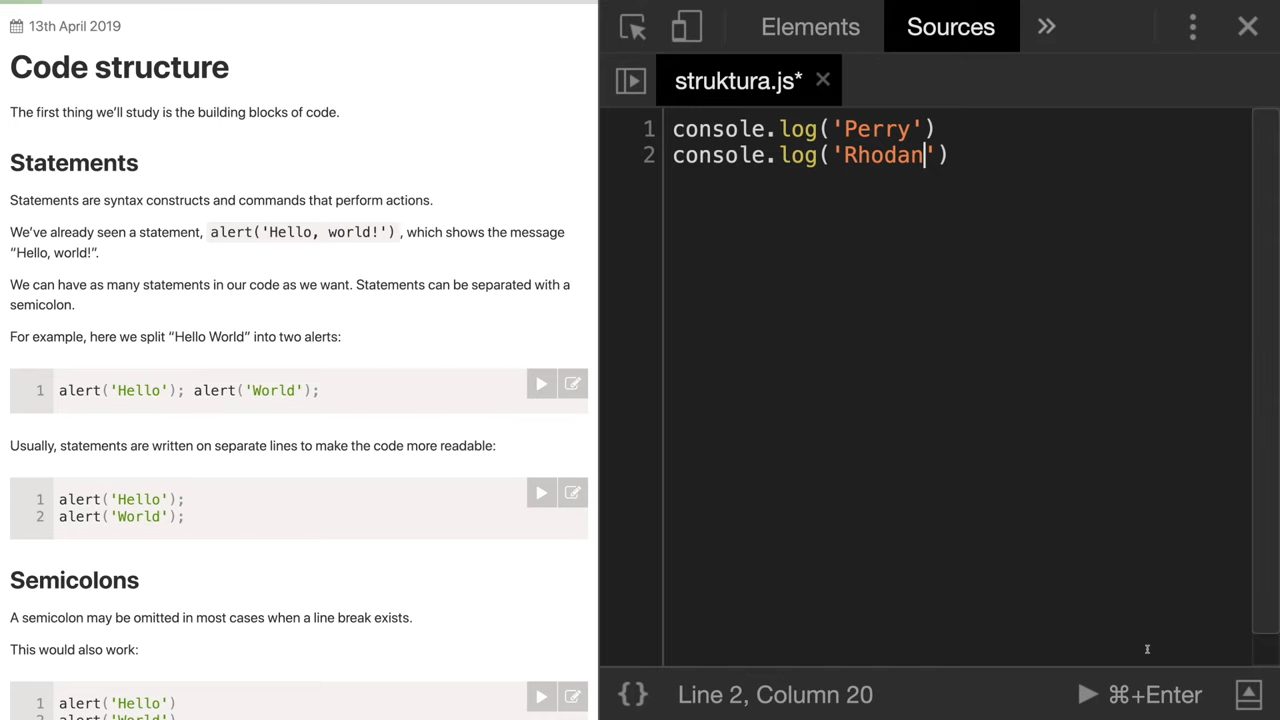 13th April 2019
Code structure
The first thing we’ll study is the building blocks of code.
Statements
Statements are syntax constructs and commands that perform actions.
We’ve already seen a statement, alert('Hello, world!'), which shows the message
“Hello, world!”.
We can have as many statements in our code as we want. Statements can be separated with a
semicolon.
For example, here we split “Hello World” into two alerts:
1 alert('Hello'); alert('World');
Usually, statements are written on separate lines to make the code more readable:
1 alert('Hello');
2 alert('World');
Semicolons
A semicolon may be omitted in most cases when a line break exists.
This would also work:
1 alert('Hello')
2 alert('World')
Elements Sources »
struktura.js*
1 console.log('Perry')
2 console.log('Rhodan')
{} Line 2, Column 20 ⌘+Enter